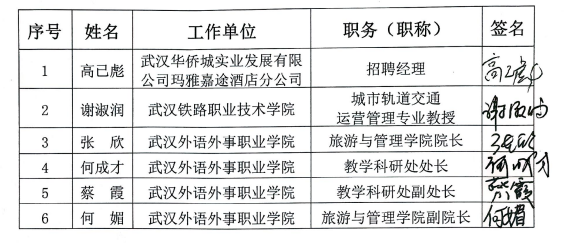 序号 姓名 工作单位 职务（职称） 签名
1 高已彪 武汉华侨城实业发展有限公司玛雅嘉途酒店分公司 招聘经理 高已彪
2 谢淑润 武汉铁路职业技术学院 城市轨道交通运营管理专业教授 谢淑润
3 张 欣 武汉外语外事职业学院 旅游与管理学院院长 张欣
4 何成才 武汉外语外事职业学院 教学科研处处长 何成才
5 蔡 霞 武汉外语外事职业学院 教学科研处副处长 蔡霞
6 何 媚 武汉外语外事职业学院 旅游与管理学院副院长 何媚